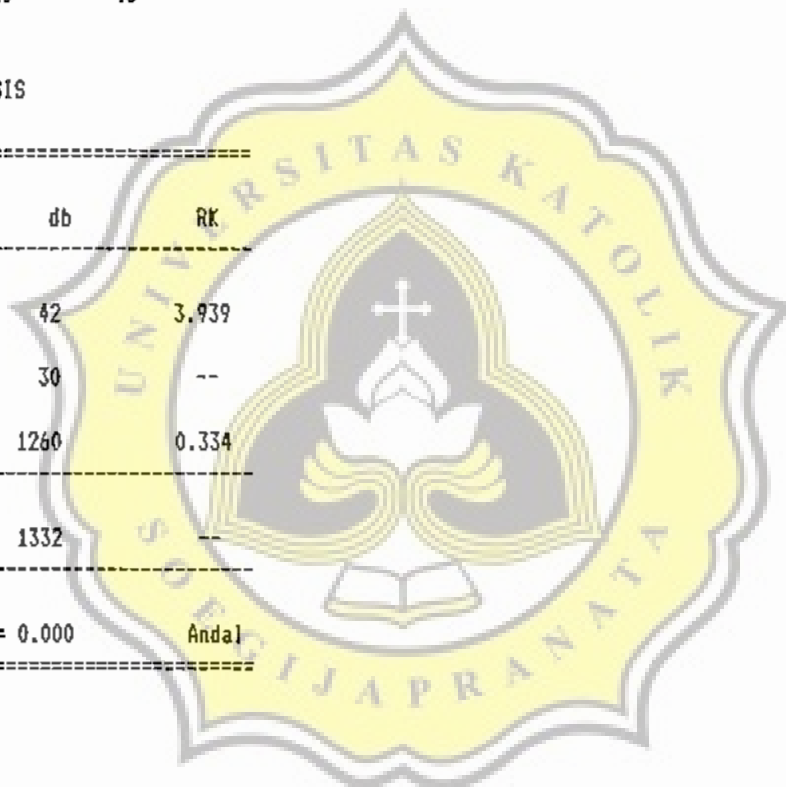 SIS
db RK
42 3.939
30 --
1260 0.334
1332 --
= 0.000 Andal
UNIVERSITAS KATOLIK
SOEGIJAPRANATA